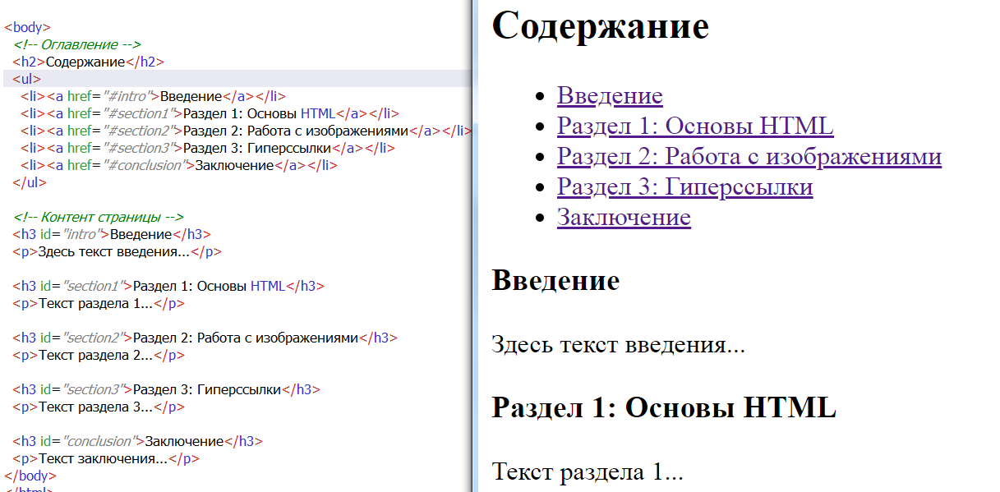 <body>
<!-- Оглавление -->
<h2>Содержание</h2>
<ul>
<li><a href="#intro">Введение</a></li>
<li><a href="#section1">Раздел 1: Основы HTML</a></li>
<li><a href="#section2">Раздел 2: Работа с изображениями</a></li>
<li><a href="#section3">Раздел 3: Гиперссылки</a></li>
<li><a href="#conclusion">Заключение</a></li>
</ul>
<!-- Контент страницы -->
<h3 id="intro">Введение</h3>
<p>Здесь текст введения...</p>
<h3 id="section1">Раздел 1: Основы HTML</h3>
<p>Текст раздела 1...</p>
<h3 id="section2">Раздел 2: Работа с изображениями</h3>
<p>Текст раздела 2...</p>
<h3 id="section3">Раздел 3: Гиперссылки</h3>
<p>Текст раздела 3...</p>
<h3 id="conclusion">Заключение</h3>
<p>Текст заключения...</p>
</body>
</html>
Содержание
• Введение
• Раздел 1: Основы HTML
• Раздел 2: Работа с изображениями
• Раздел 3: Гиперссылки
• Заключение
Введение
Здесь текст введения...
Раздел 1: Основы HTML
Текст раздела 1...